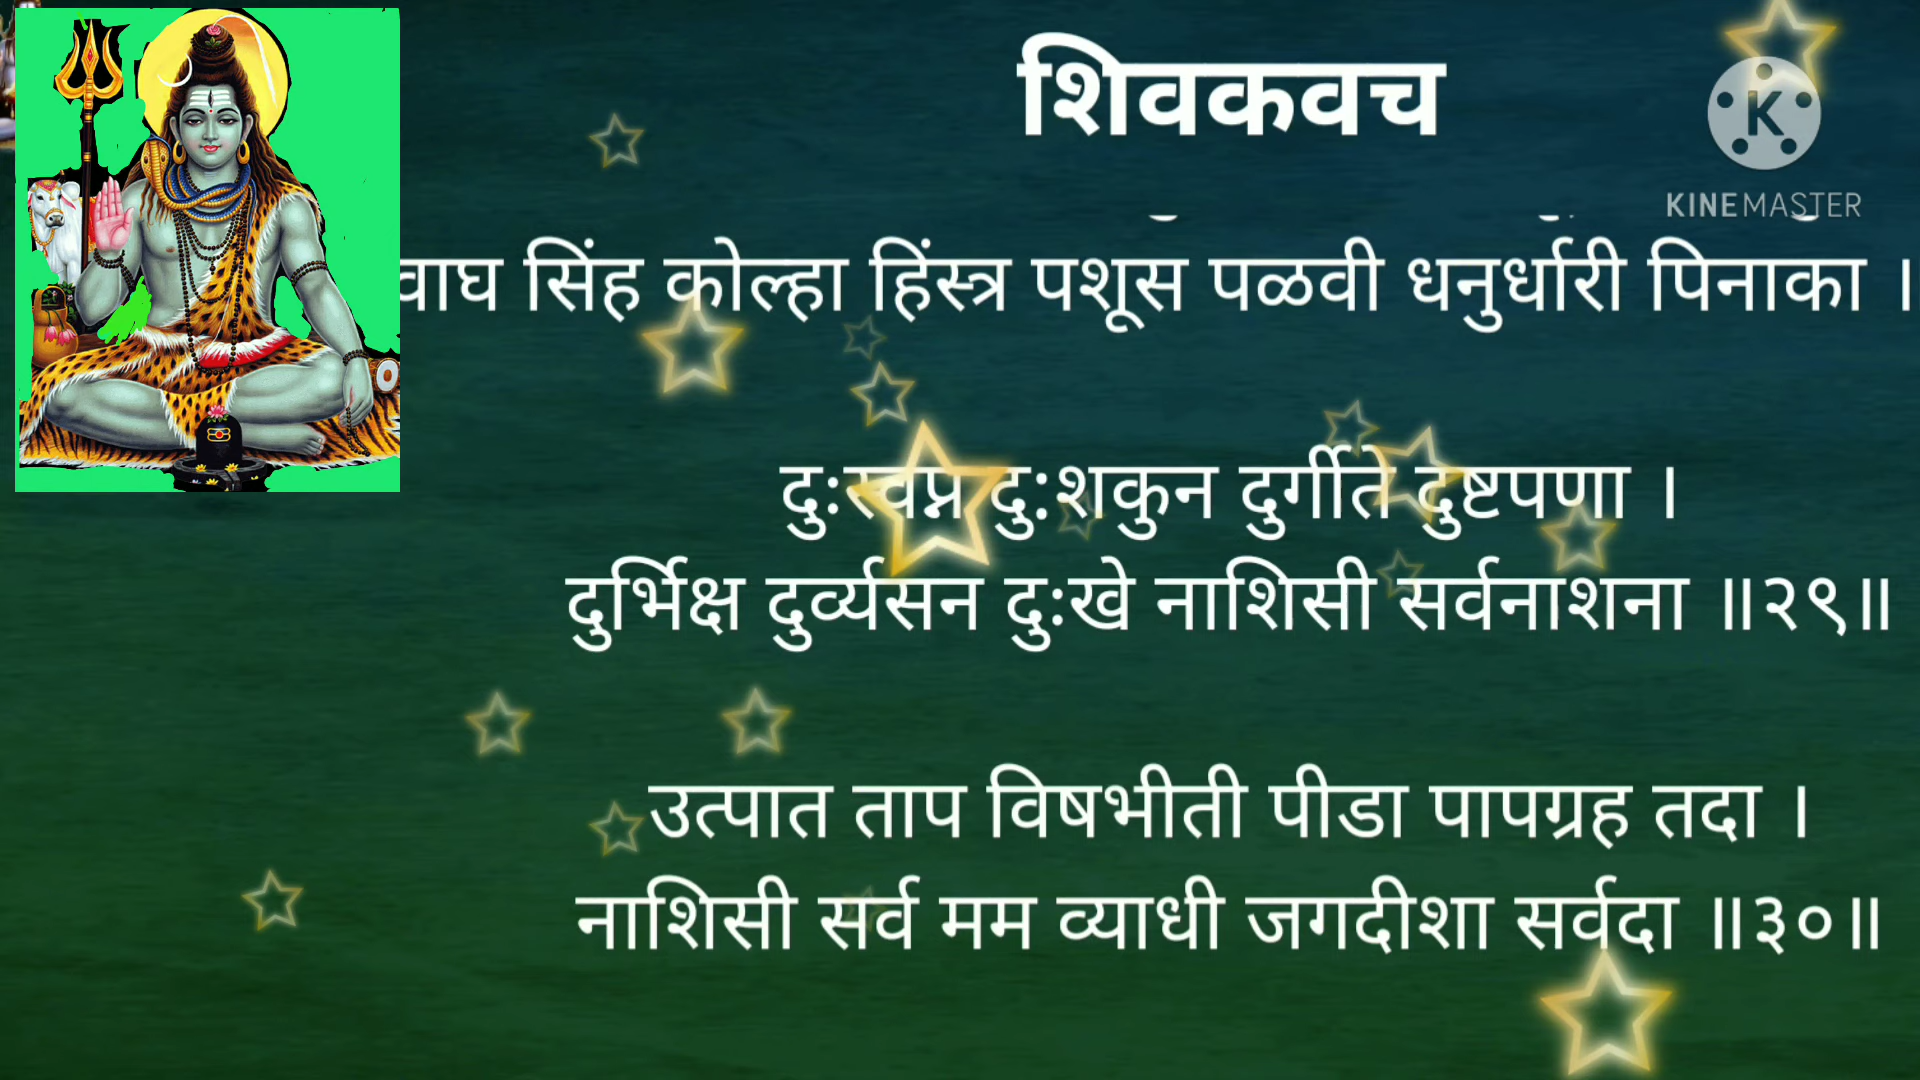 शिवकवच
KINEMASTER
वाघ सिंह कोल्हा हिंस्त्र पशूस पळवी धनुर्धारी पिनाका ।
दुःस्वप्न दु:शकुन दुर्गीते दुष्टपणा ।
दुर्भिक्ष दुर्व्यसन दुःखे नाशिसी सर्वनाशना ॥२९॥
उत्पात ताप विषभीती पीडा पापग्रह तदा ।
नाशिसी सर्व मम व्याधी जगदीशा सर्वदा ॥३०॥